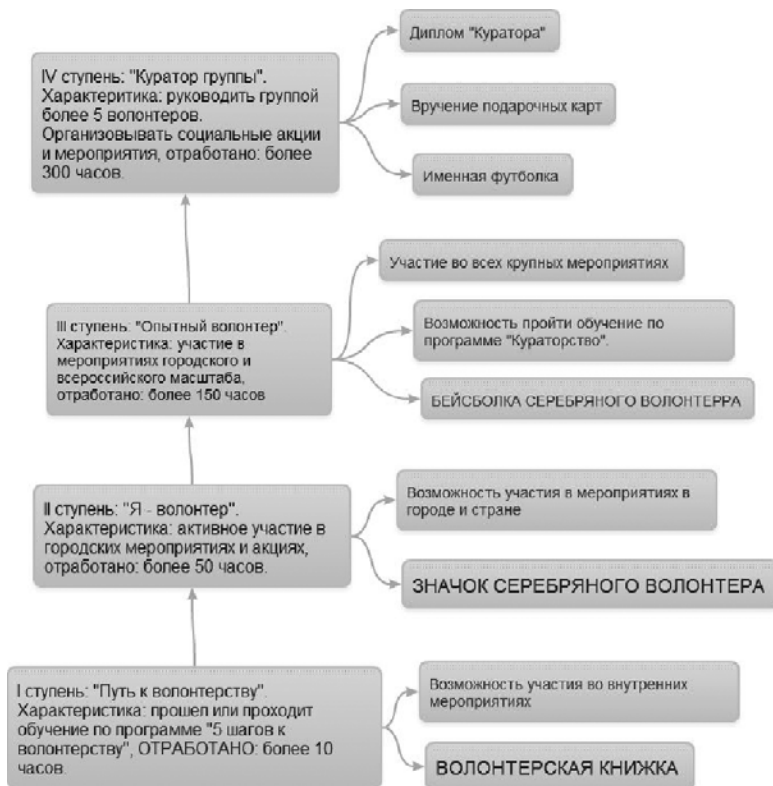 IV ступень: "Куратор группы".
Характеритика: руководить группой
более 5 волонтеров.
Организовывать социальные акции
и мероприятия, отработано: более
300 часов.
Диплом "Куратора"
Вручение подарочных карт
Именная футболка
III ступень: "Опытный волонтер".
Характеристика: участие в
мероприятиях городского и
всероссийского масштаба,
отработано: более 150 часов
Участие во всех крупных мероприятиях
Возможность пройти обучение по
программе "Кураторство".
БЕЙСБОЛКА СЕРЕБРЯНОГО ВОЛОНТЕРРА
II ступень: "Я - волонтер".
Характеристика: активное участие в
городских мероприятиях и акциях,
отработано: более 50 часов.
Возможность участия в мероприятиях в
городе и стране
ЗНАЧОК СЕРЕБРЯНОГО ВОЛОНТЕРА
I ступень: "Путь к волонтерству".
Характеристика: прошел или проходит
обучение по программе "5 шагов к
волонтерству", ОТРАБОТАНО: более 10
часов.
Возможность участия во внутренних
мероприятиях
ВОЛОНТЕРСКАЯ КНИЖКА